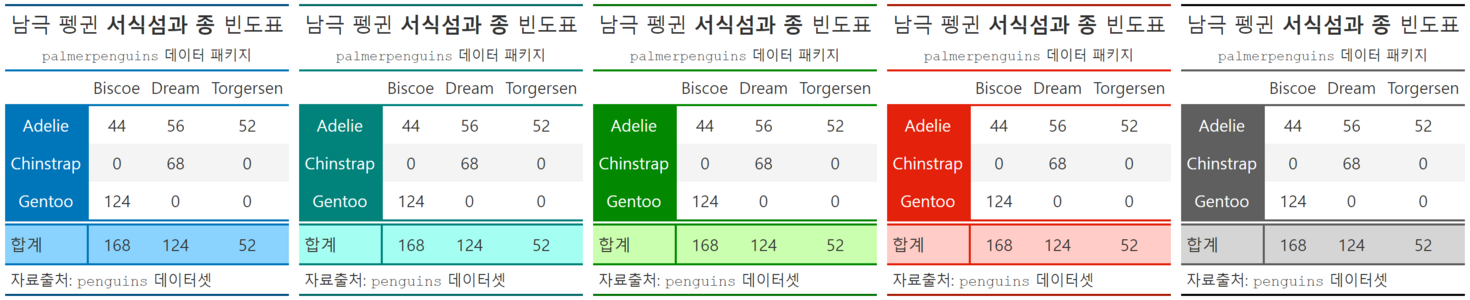 남극 펭귄 서식섬과 종 빈도표
palmerpenguins 데이터 패키지
Biscoe Dream Torgersen
Adelie 44 56 52
Chinstrap 0 68 0
Gentoo 124 0 0
합계 168 124 52
자료출처: penguins 데이터셋
남극 펭귄 서식섬과 종 빈도표
palmerpenguins 데이터 패키지
Biscoe Dream Torgersen
Adelie 44 56 52
Chinstrap 0 68 0
Gentoo 124 0 0
합계 168 124 52
자료출처: penguins 데이터셋
남극 펭귄 서식섬과 종 빈도표
palmerpenguins 데이터 패키지
Biscoe Dream Torgersen
Adelie 44 56 52
Chinstrap 0 68 0
Gentoo 124 0 0
합계 168 124 52
자료출처: penguins 데이터셋
남극 펭귄 서식섬과 종 빈도표
palmerpenguins 데이터 패키지
Biscoe Dream Torgersen
Adelie 44 56 52
Chinstrap 0 68 0
Gentoo 124 0 0
합계 168 124 52
자료출처: penguins 데이터셋
남극 펭귄 서식섬과 종 빈도표
palmerpenguins 데이터 패키지
Biscoe Dream Torgersen
Adelie 44 56 52
Chinstrap 0 68 0
Gentoo 124 0 0
합계 168 124 52
자료출처: penguins 데이터셋